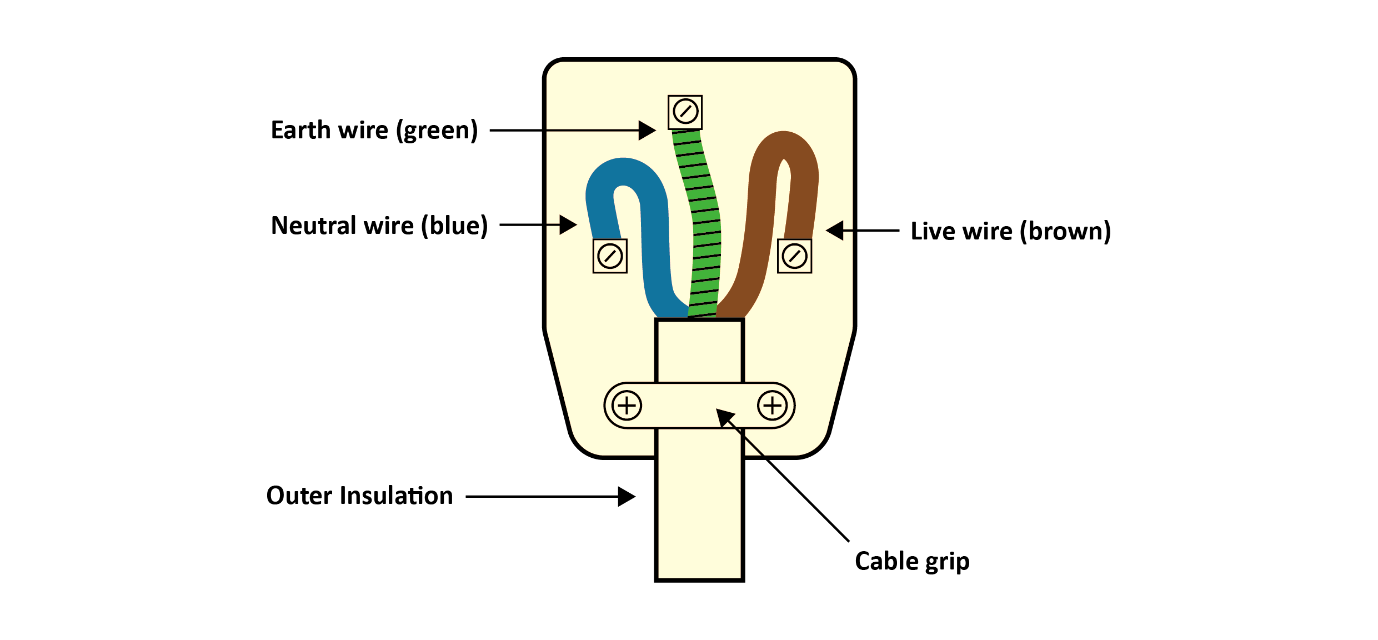 Earth wire (green)
Neutral wire (blue)
Live wire (brown)
Outer Insulation
Cable grip